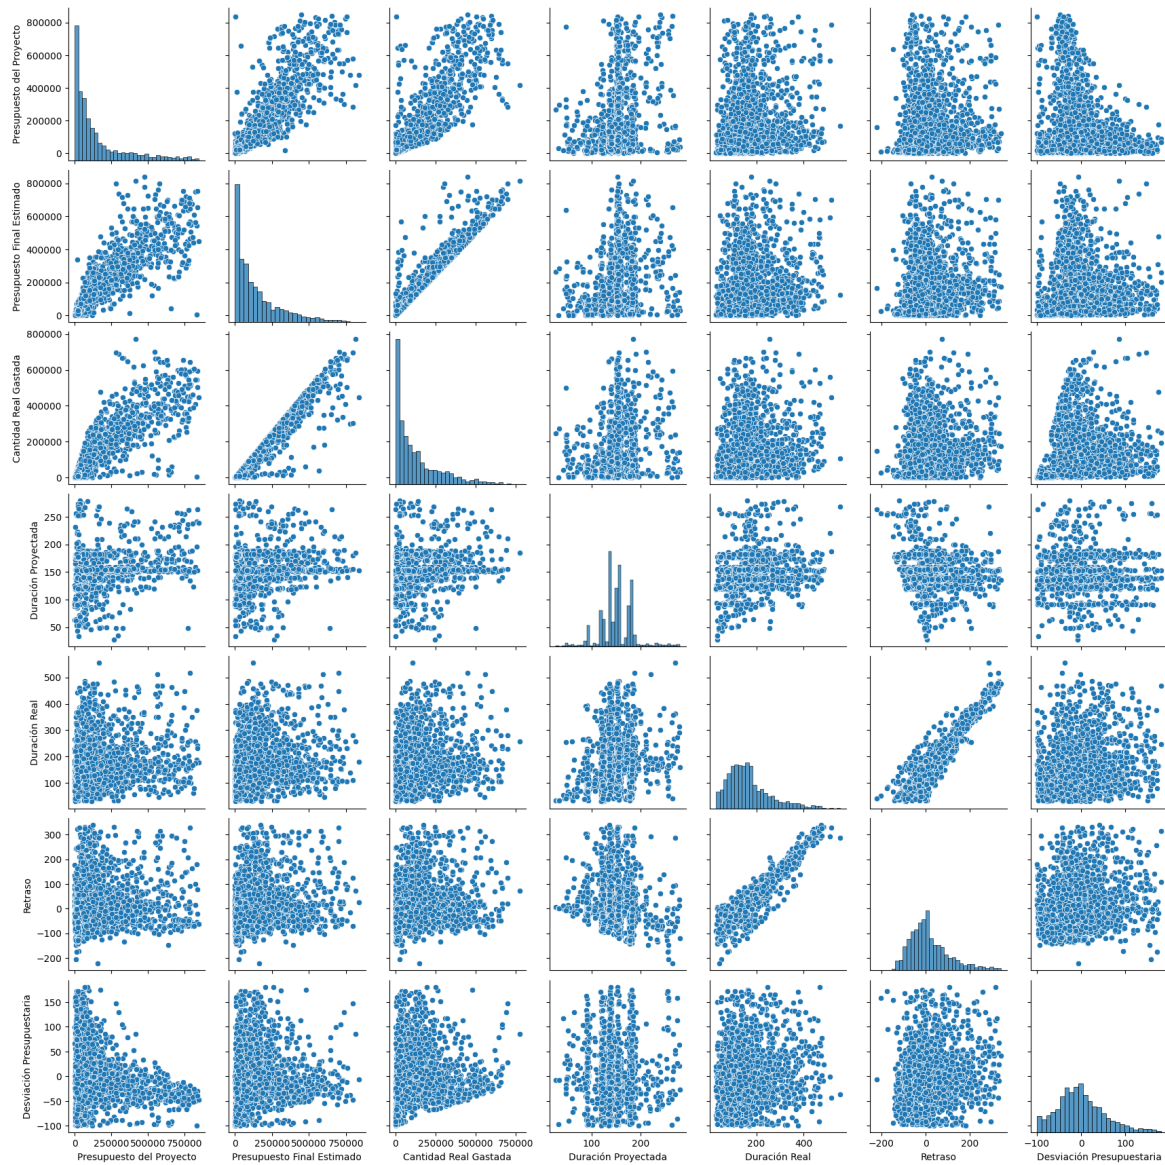 800000
600000
400000
200000
0
Presupuesto del Proyecto
800000
600000
400000
200000
0
Presupuesto Final Estimado
800000
600000
400000
200000
0
Cantidad Real Gastada
250
200
150
100
50
Duración Proyectada
500
400
300
200
100
Duración Real
300
200
100
0
−100
−200
Retraso
150
100
50
0
−50
−100
Desviación Presupuestaria
0 250000 500000 750000
0 250000 500000 750000
0 250000 500000 750000
100 200
200 400
−200 0 200
−100 0 100
Presupuesto del Proyecto
Presupuesto Final Estimado
Cantidad Real Gastada
Duración Proyectada
Duración Real
Retraso
Desviación Presupuestaria